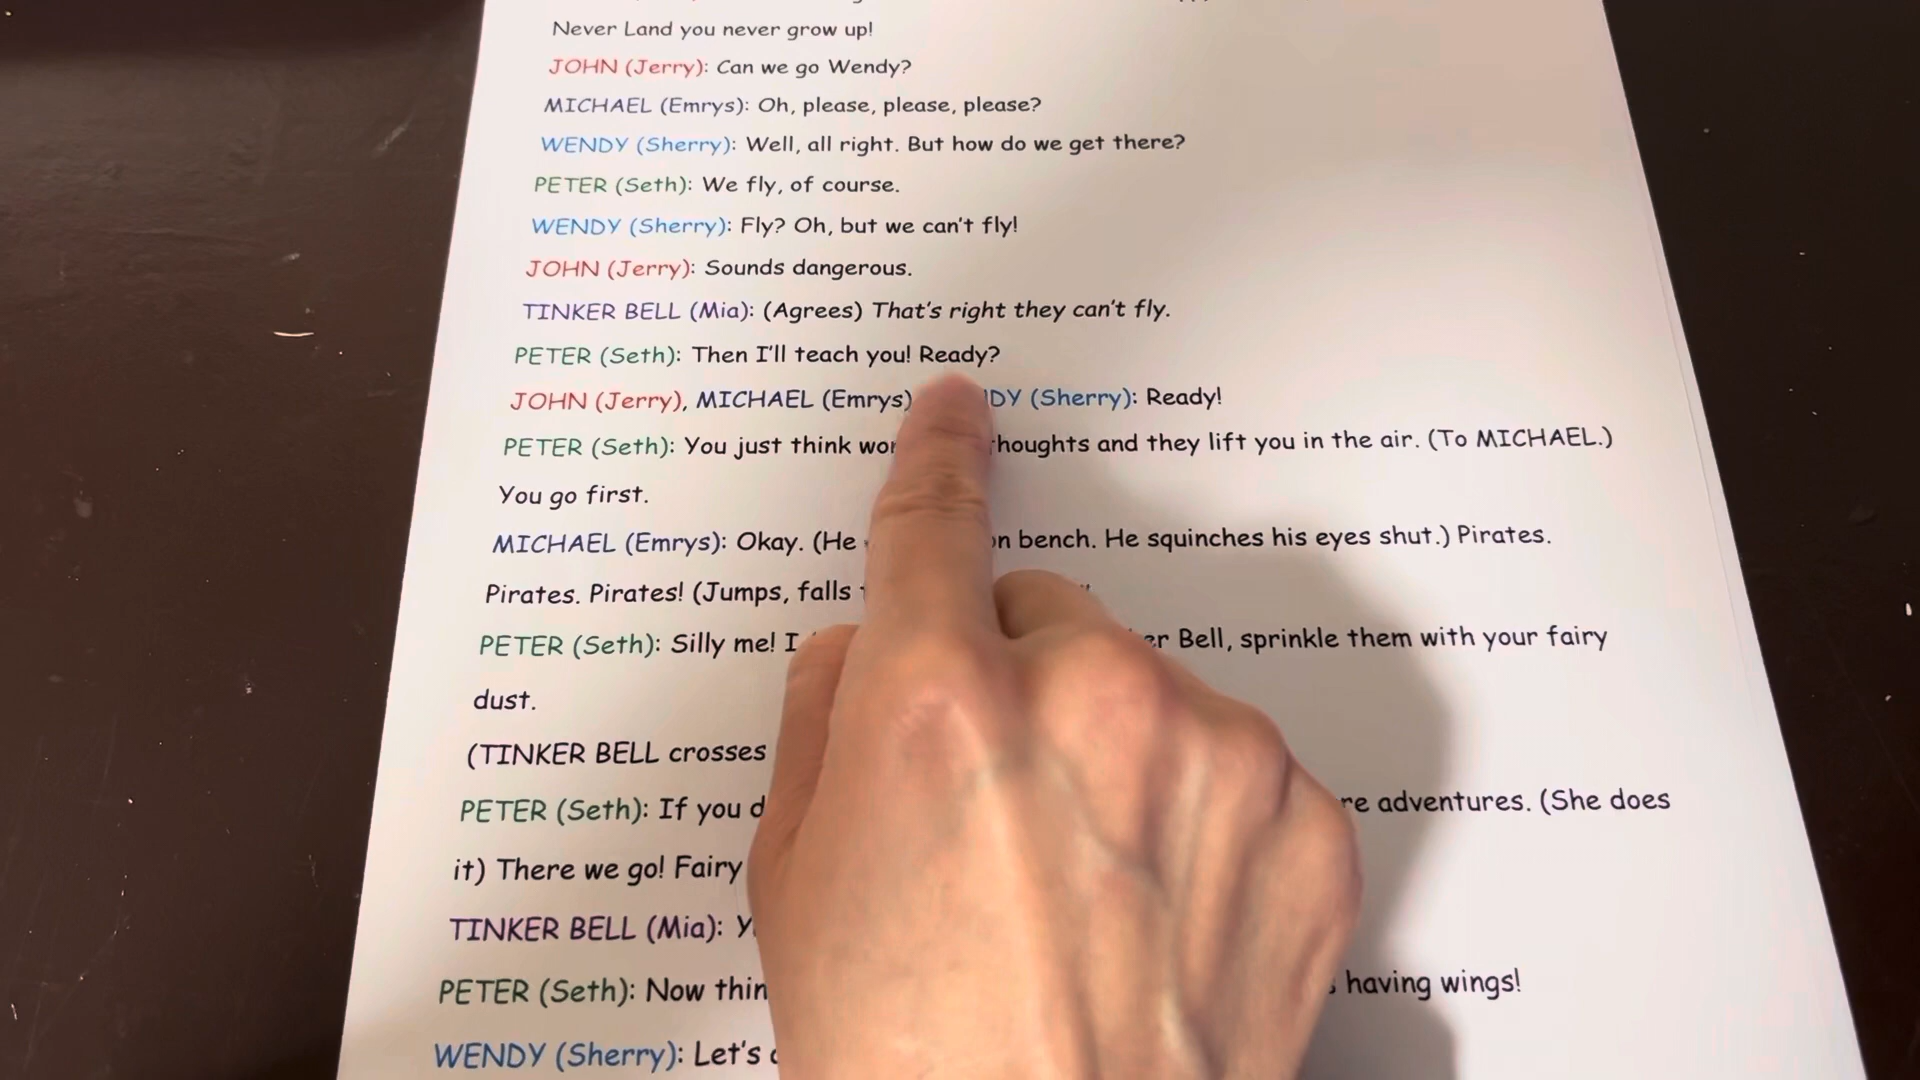 Never Land you never grow up!
JOHN (Jerry): Can we go Wendy?
MICHAEL (Emrys): Oh, please, please, please?
WENDY (Sherry): Well, all right. But how do we get there?
PETER (Seth): We fly, of course.
WENDY (Sherry): Fly? Oh, but we can't fly!
JOHN (Jerry): Sounds dangerous.
TINKER BELL (Mia): (Agrees) That's right they can't fly.
PETER (Seth): Then I'll teach you! Ready?
JOHN (Jerry), MICHAEL (Emrys) (Sherry): Ready!
PETER (Seth): You just think thoughts and they lift you in the air. (To MICHAEL.)
You go first.
MICHAEL (Emrys): Okay. (He on bench. He squinches his eyes shut.) Pirates.
Pirates. Pirates! (Jumps, falls
PETER (Seth): Silly me! I Bell, sprinkle them with your fairy
dust.
(TINKER BELL crosses
PETER (Seth): If you adventures. (She does
it) There we go! Fairy
TINKER BELL (Mia):
PETER (Seth): Now having wings!
WENDY (Sherry): Let's